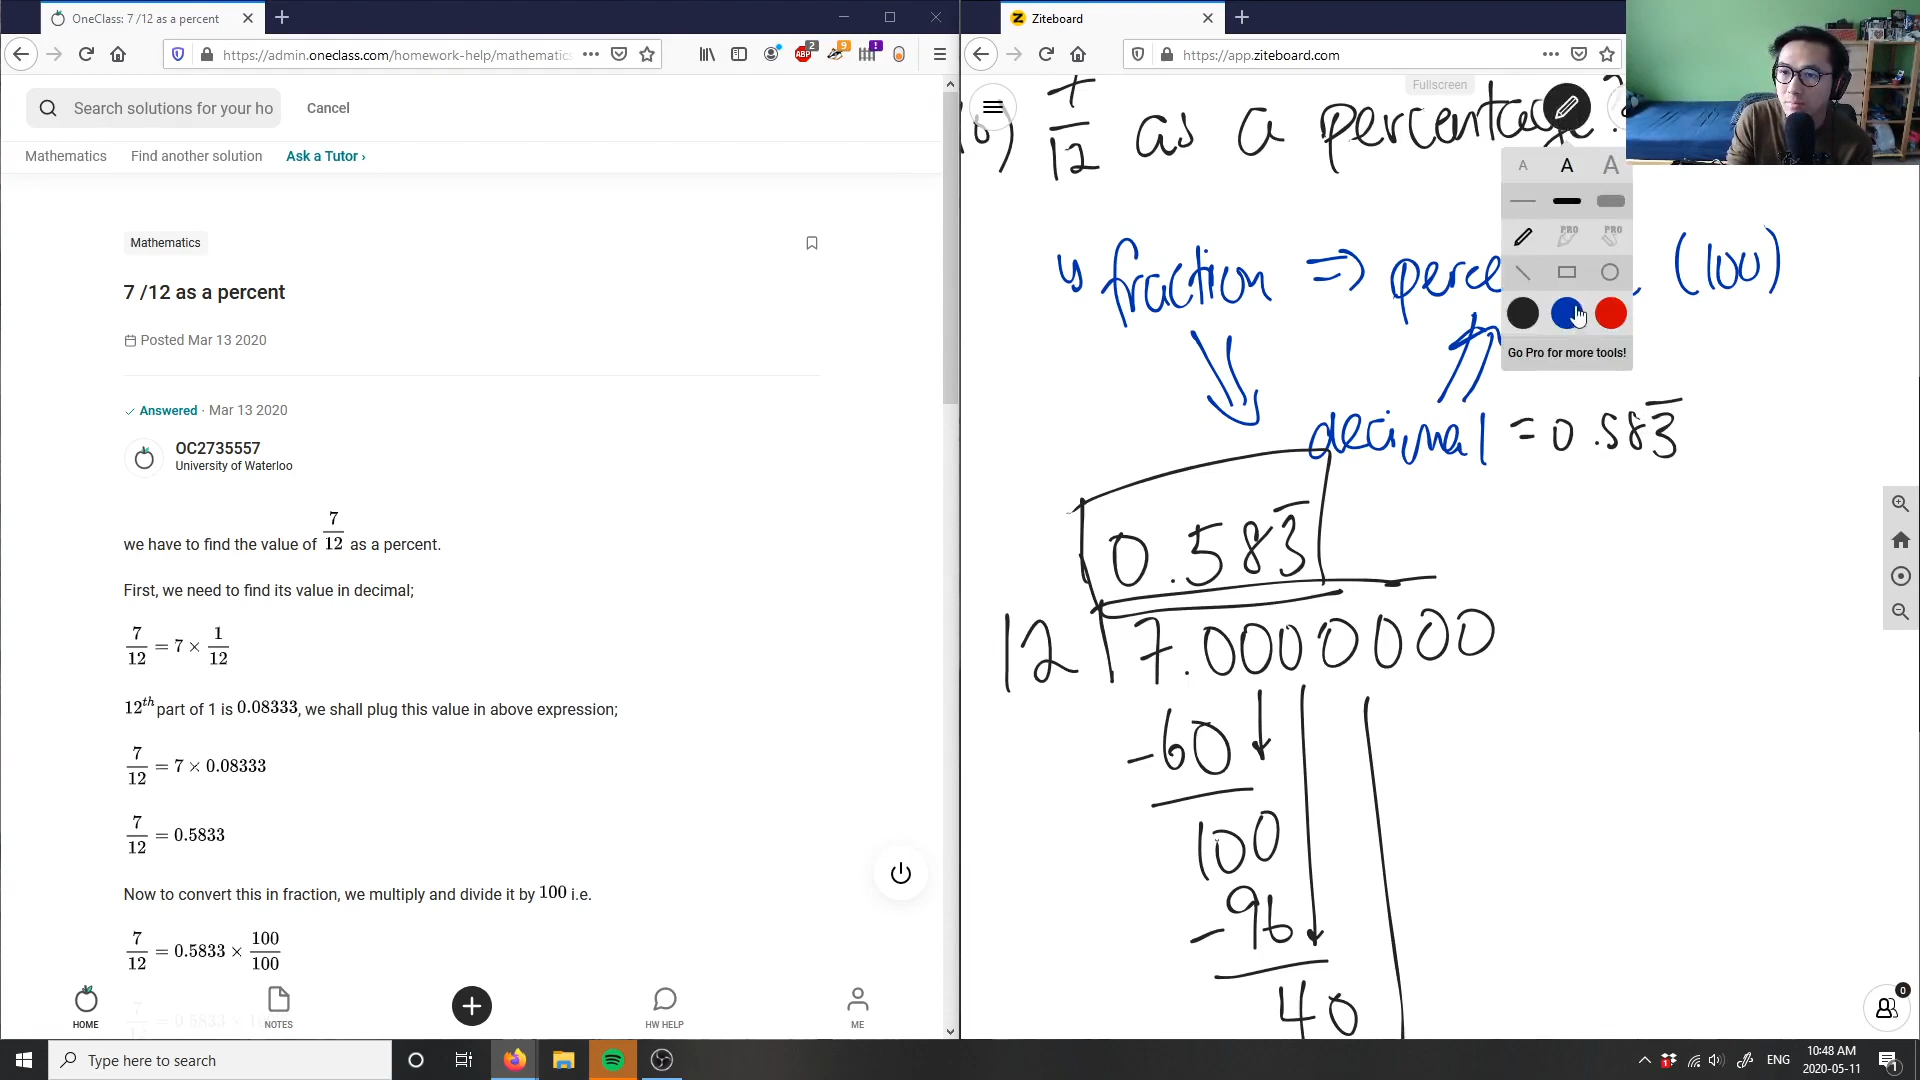 OneClass: 7 /12 as a percent
https://admin.oneclass.com/homework-help/mathematics
2
9
!
Search solutions for your ho
Cancel
Mathematics
Find another solution
Ask a Tutor ›
Mathematics
7 /12 as a percent
Posted Mar 13 2020
Answered · Mar 13 2020
OC2735557
University of Waterloo
we have to find the value of 7/12 as a percent.
First, we need to find its value in decimal;
7/12 = 7 × 1/12
12th part of 1 is 0.08333, we shall plug this value in above expression;
7/12 = 7 × 0.08333
7/12 = 0.5833
Now to convert this in fraction, we multiply and divide it by 100 i.e.
7/12 = 0.5833 × 100/100
HOME
NOTES
HW HELP
ME
Ziteboard
https://app.ziteboard.com
Fullscreen
7/12 as a percentage?
A A A
PRO PRO
Go Pro for more tools!
↳ fraction ⇒ perce (100)
decimal = 0.583̅
0.583̅
12 7.0000000
-60
100
-96
40
0
Type here to search
ENG
10:48 AM
2020-05-11
1